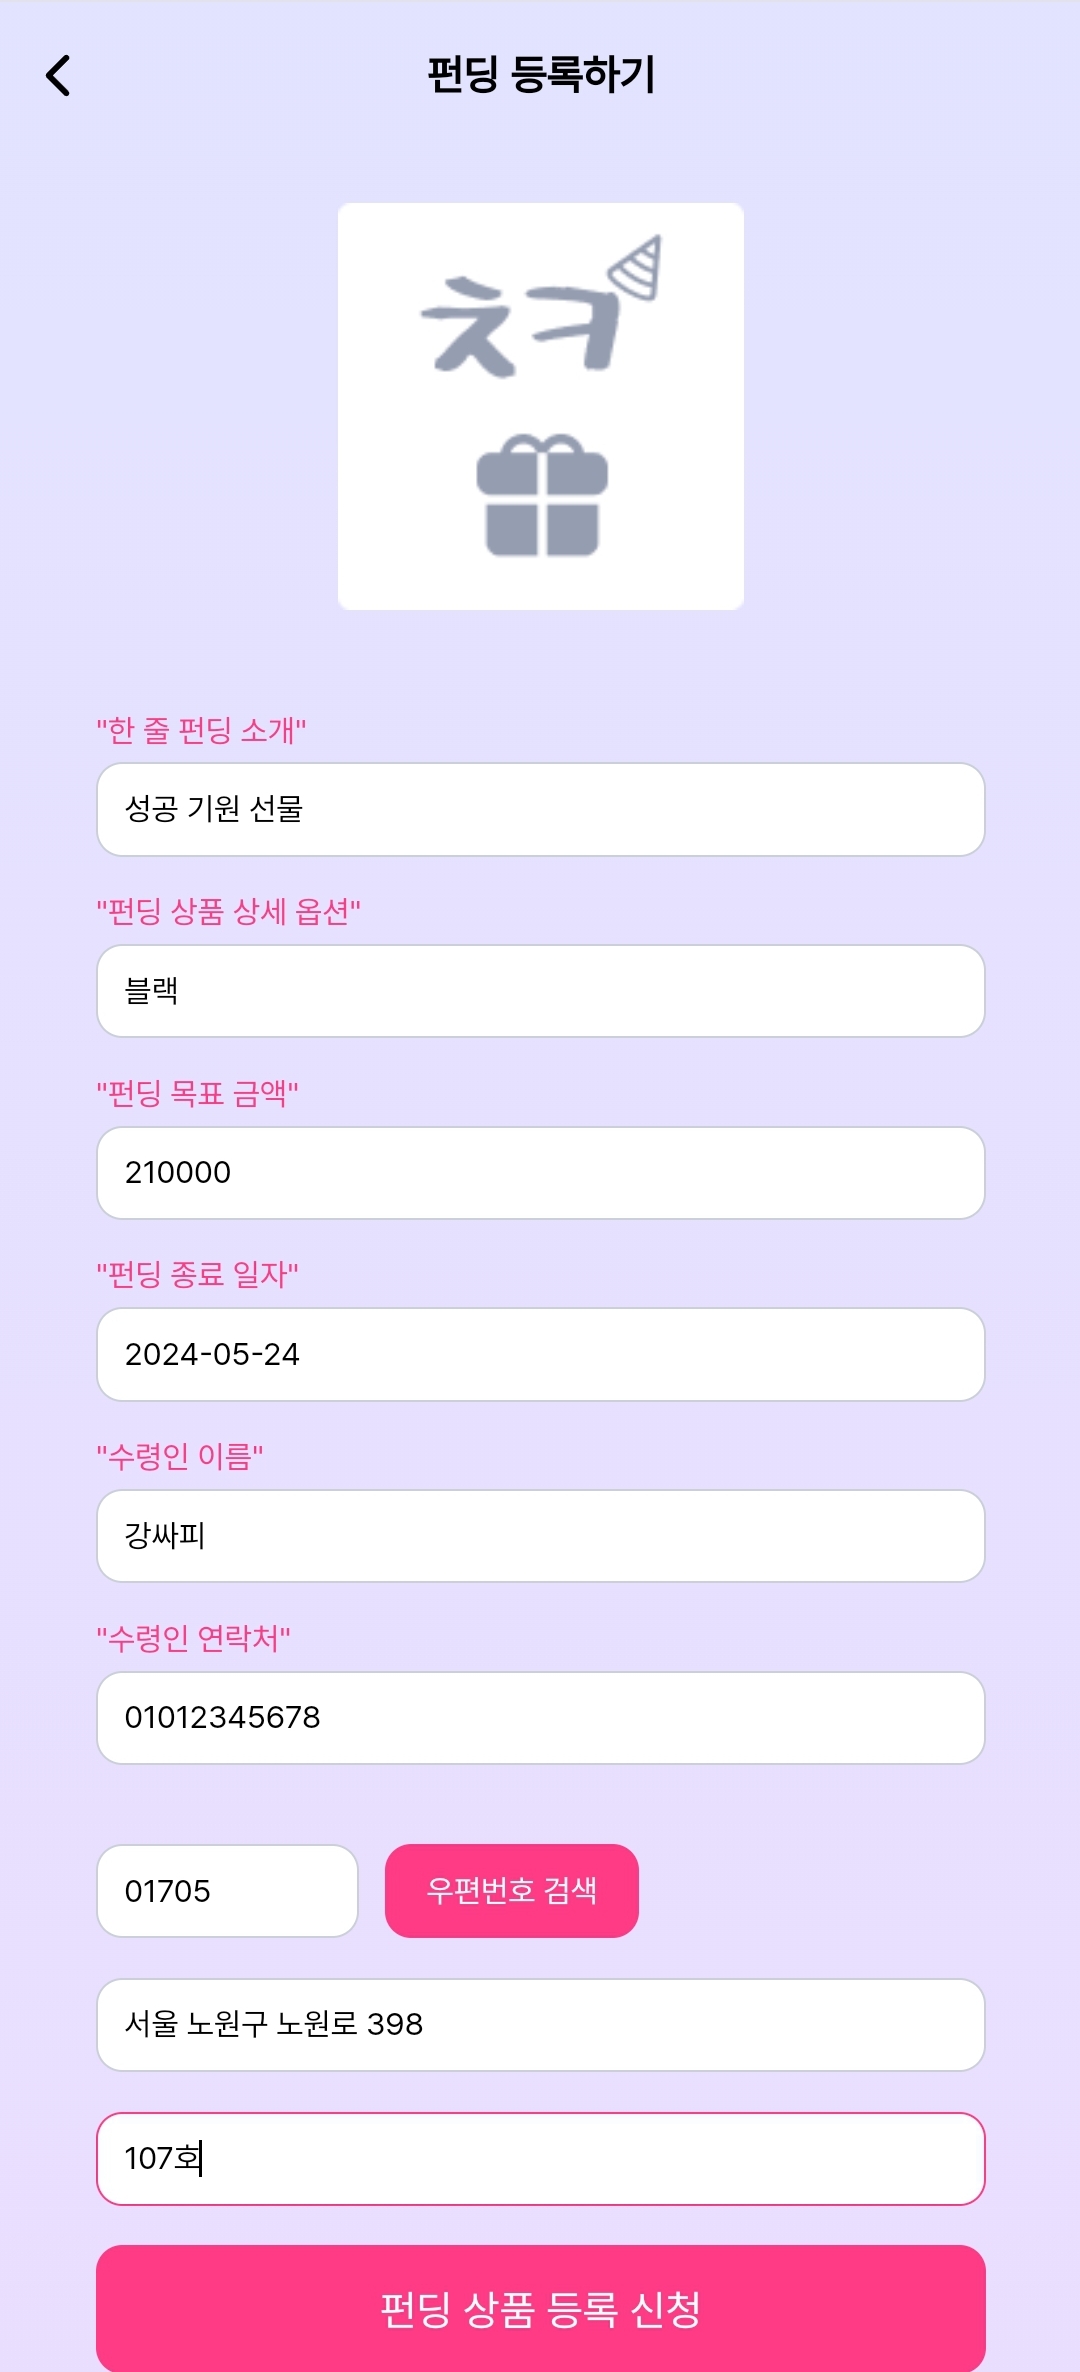 펀딩 등록하기
ㅊㅋ
"한 줄 펀딩 소개"
성공 기원 선물
"펀딩 상품 상세 옵션"
블랙
"펀딩 목표 금액"
210000
"펀딩 종료 일자"
2024-05-24
"수령인 이름"
강싸피
"수령인 연락처"
01012345678
01705
우편번호 검색
서울 노원구 노원로 398
107호
펀딩 상품 등록 신청